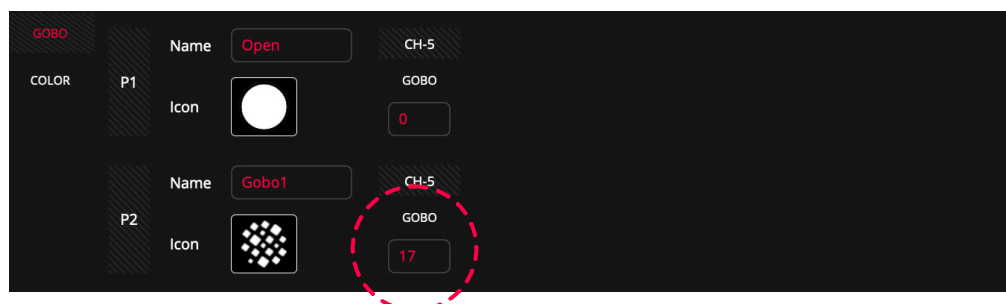 GOBO
COLOR
P1
Name Open
Icon
CH-5
GOBO
0
P2
Name Gobo1
Icon
CH-5
GOBO
17